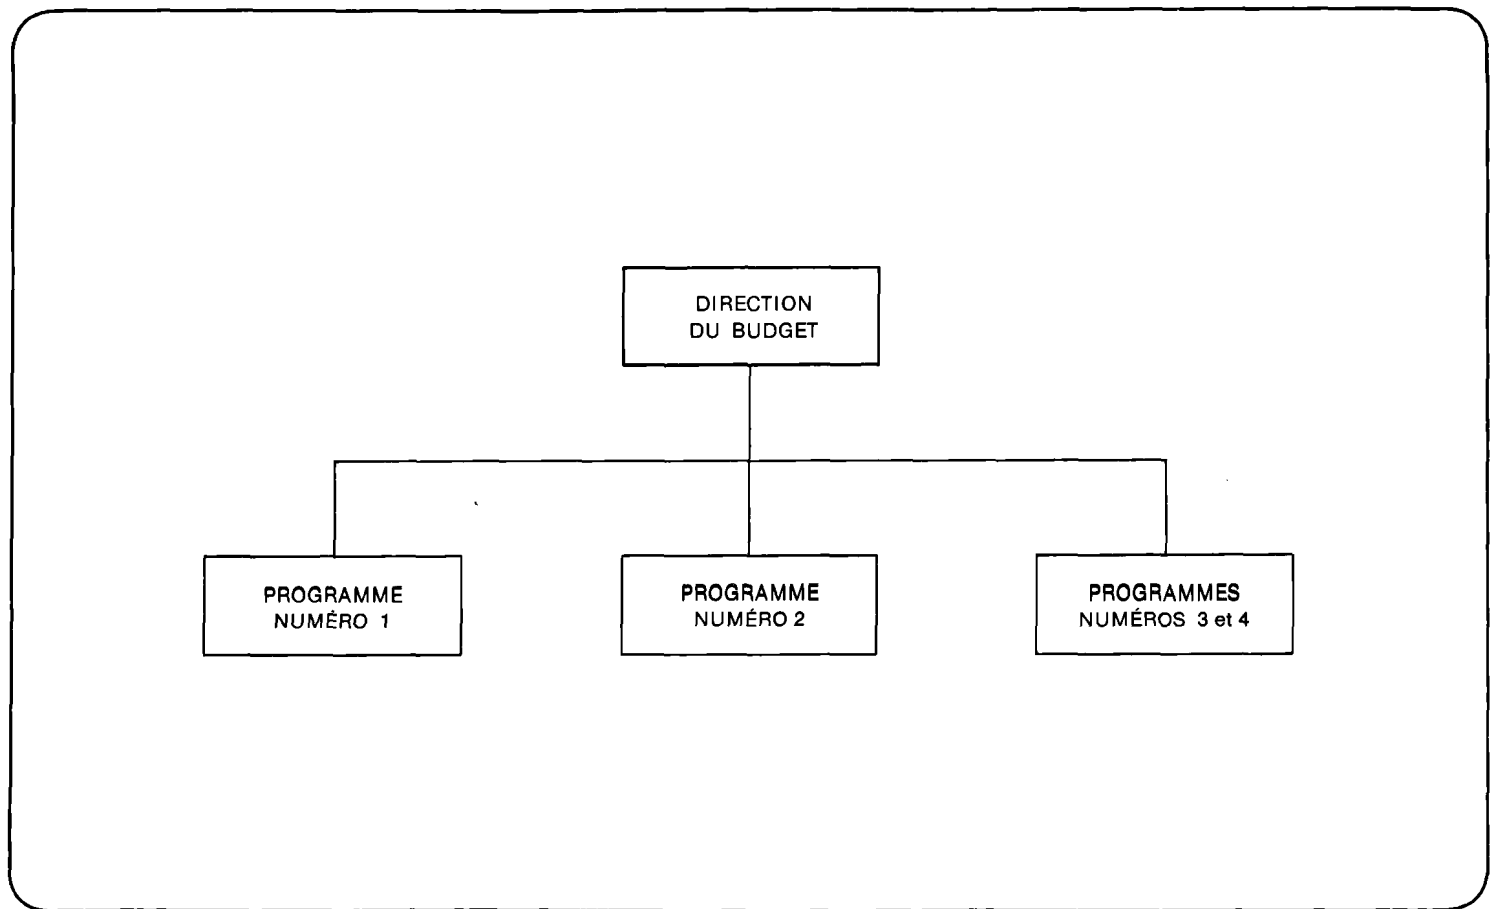 DIRECTION
DU BUDGET
PROGRAMME
NUMÉRO 1
PROGRAMME
NUMÉRO 2
PROGRAMMES
NUMÉROS 3 et 4